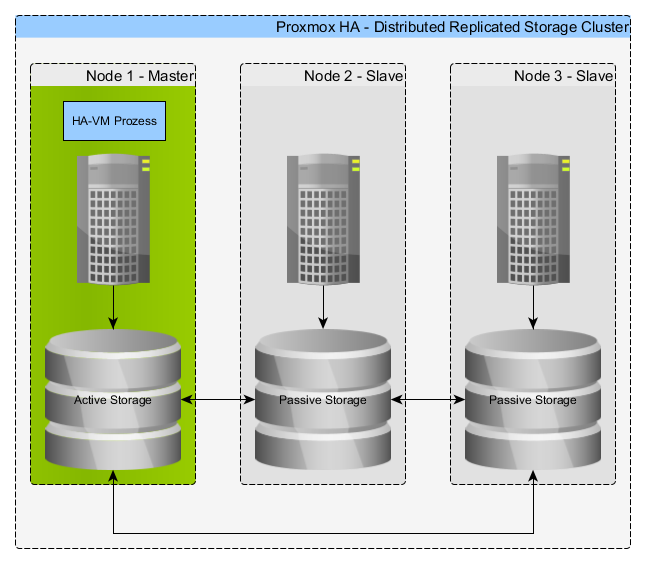 Proxmox HA - Distributed Replicated Storage Cluster
Node 1 - Master
Node 2 - Slave
Node 3 - Slave
HA-VM Prozess
Active Storage
Passive Storage
Passive Storage